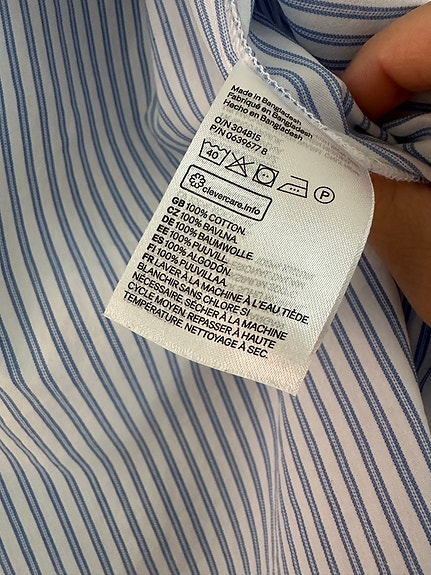 Made in Bangladesh
Fabriqué en Bangladesh
Hecho en Bangladesh
O/N 304815
P/N 0639677 8
40 P
clevercare.info
GB 100% COTTON.
CZ 100% BAVLNA.
DE 100% BAUMWOLLE
EE 100% PUUVILL.
ES 100% ALGODÓN.
FI 100% PUUVILLAA.
FR LAVER À LA MACHINE À L'EAU TIÈDE
BLANCHIR SANS CHLORE SI
NÉCESSAIRE SÉCHER À LA MACHINE
CYCLE MOYEN. REPASSER À HAUTE
TEMPÉRATURE. NETTOYAGE À SEC.